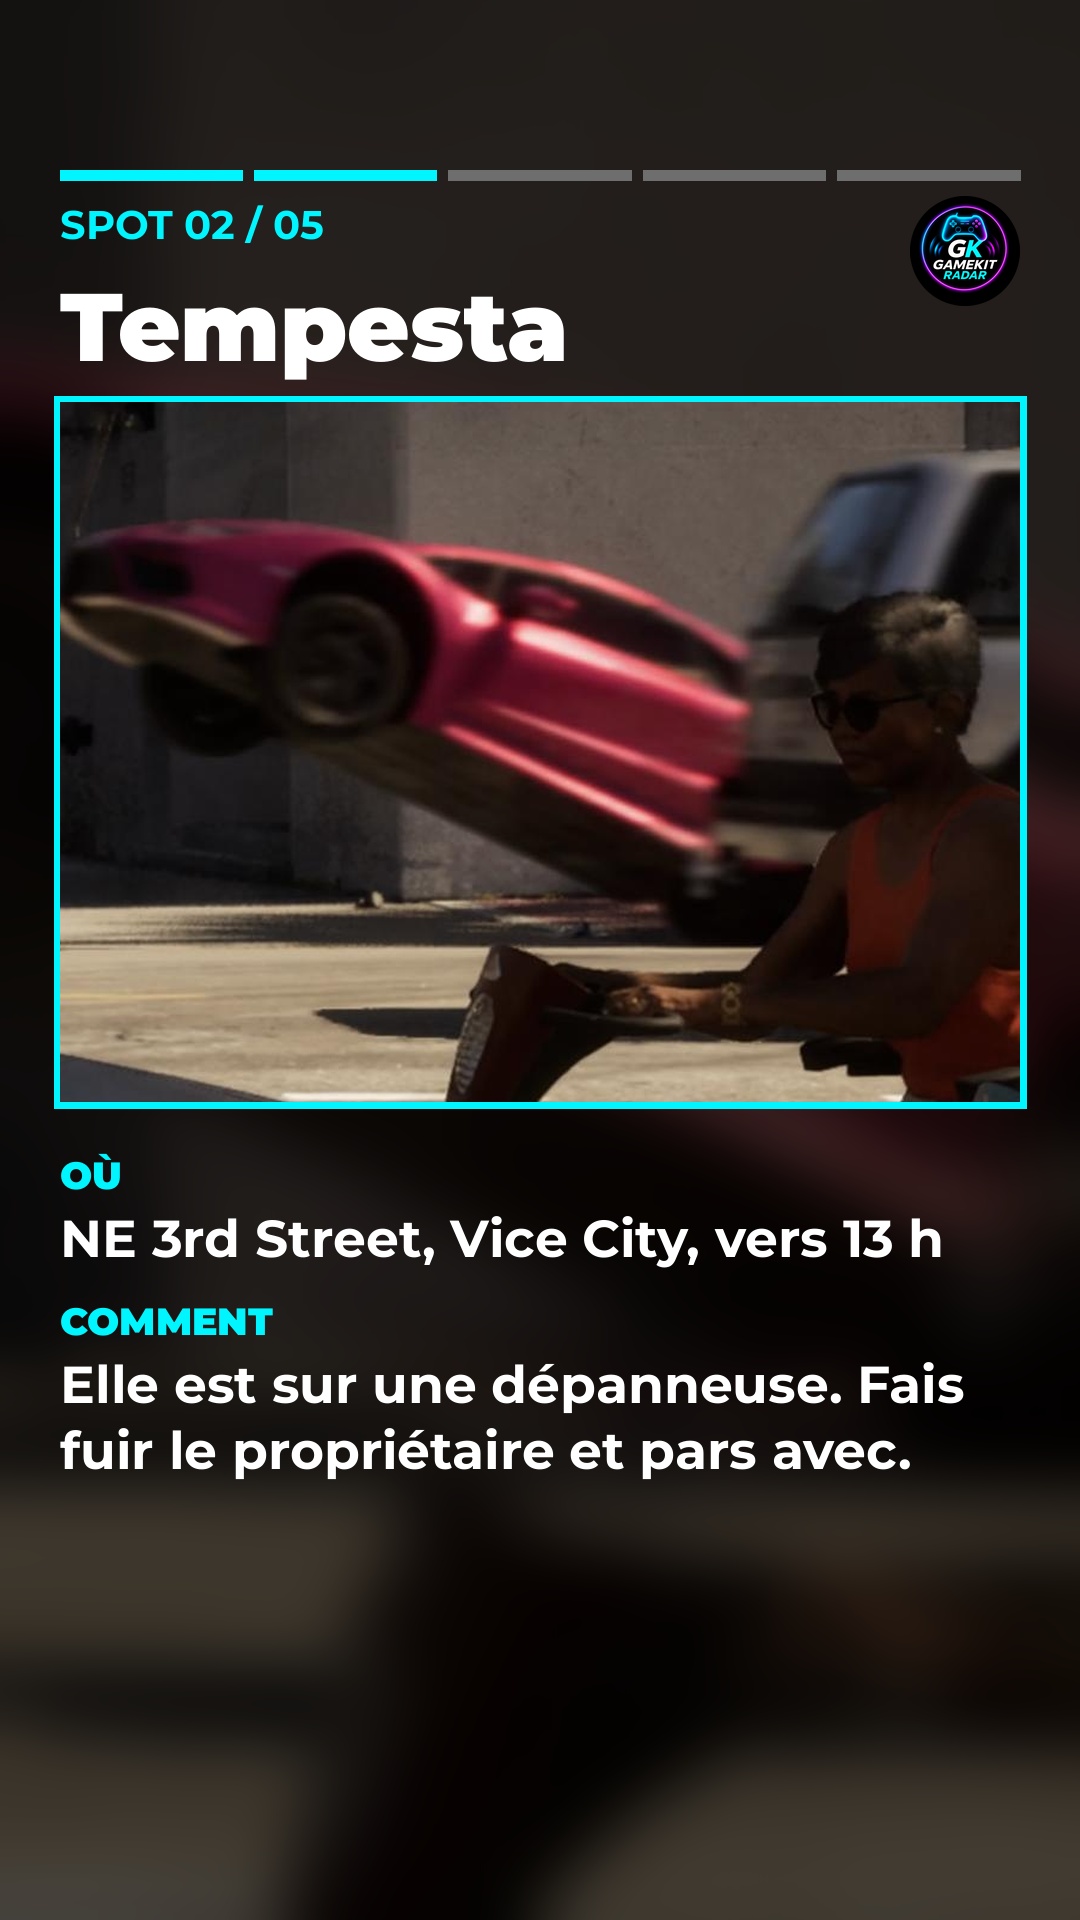 SPOT 02 / 05
GK
GAMEKIT
RADAR
Tempesta
OÙ
NE 3rd Street, Vice City, vers 13 h
COMMENT
Elle est sur une dépanneuse. Fais
fuir le propriétaire et pars avec.